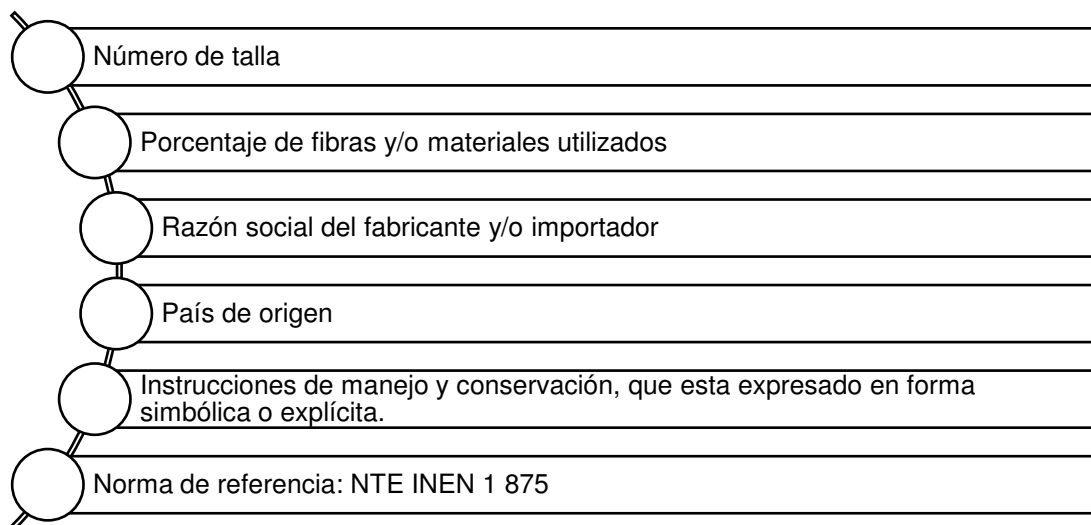 Número de talla
Porcentaje de fibras y/o materiales utilizados
Razón social del fabricante y/o importador
País de origen
Instrucciones de manejo y conservación, que esta expresado en forma
simbólica o explícita.
Norma de referencia: NTE INEN 1 875